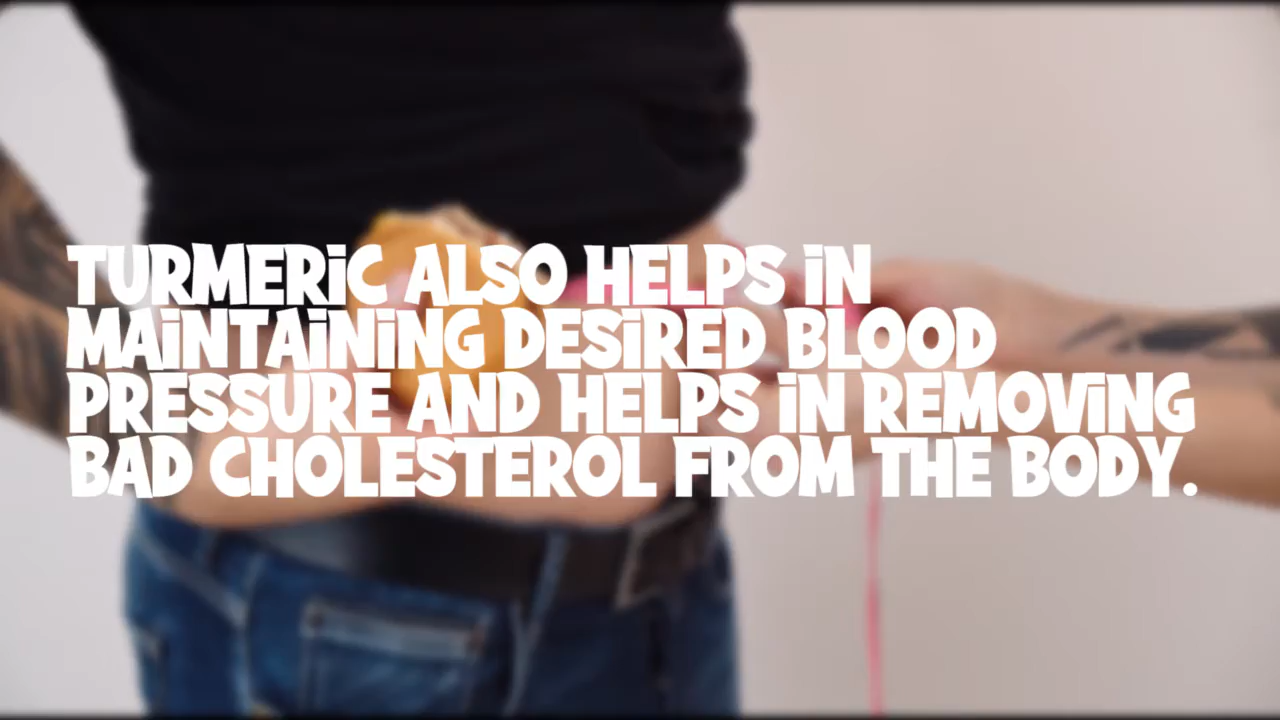 TURMERIC ALSO HELPS IN
MAINTAINING DESIRED BLOOD
PRESSURE AND HELPS IN REMOVING
BAD CHOLESTEROL FROM THE BODY.